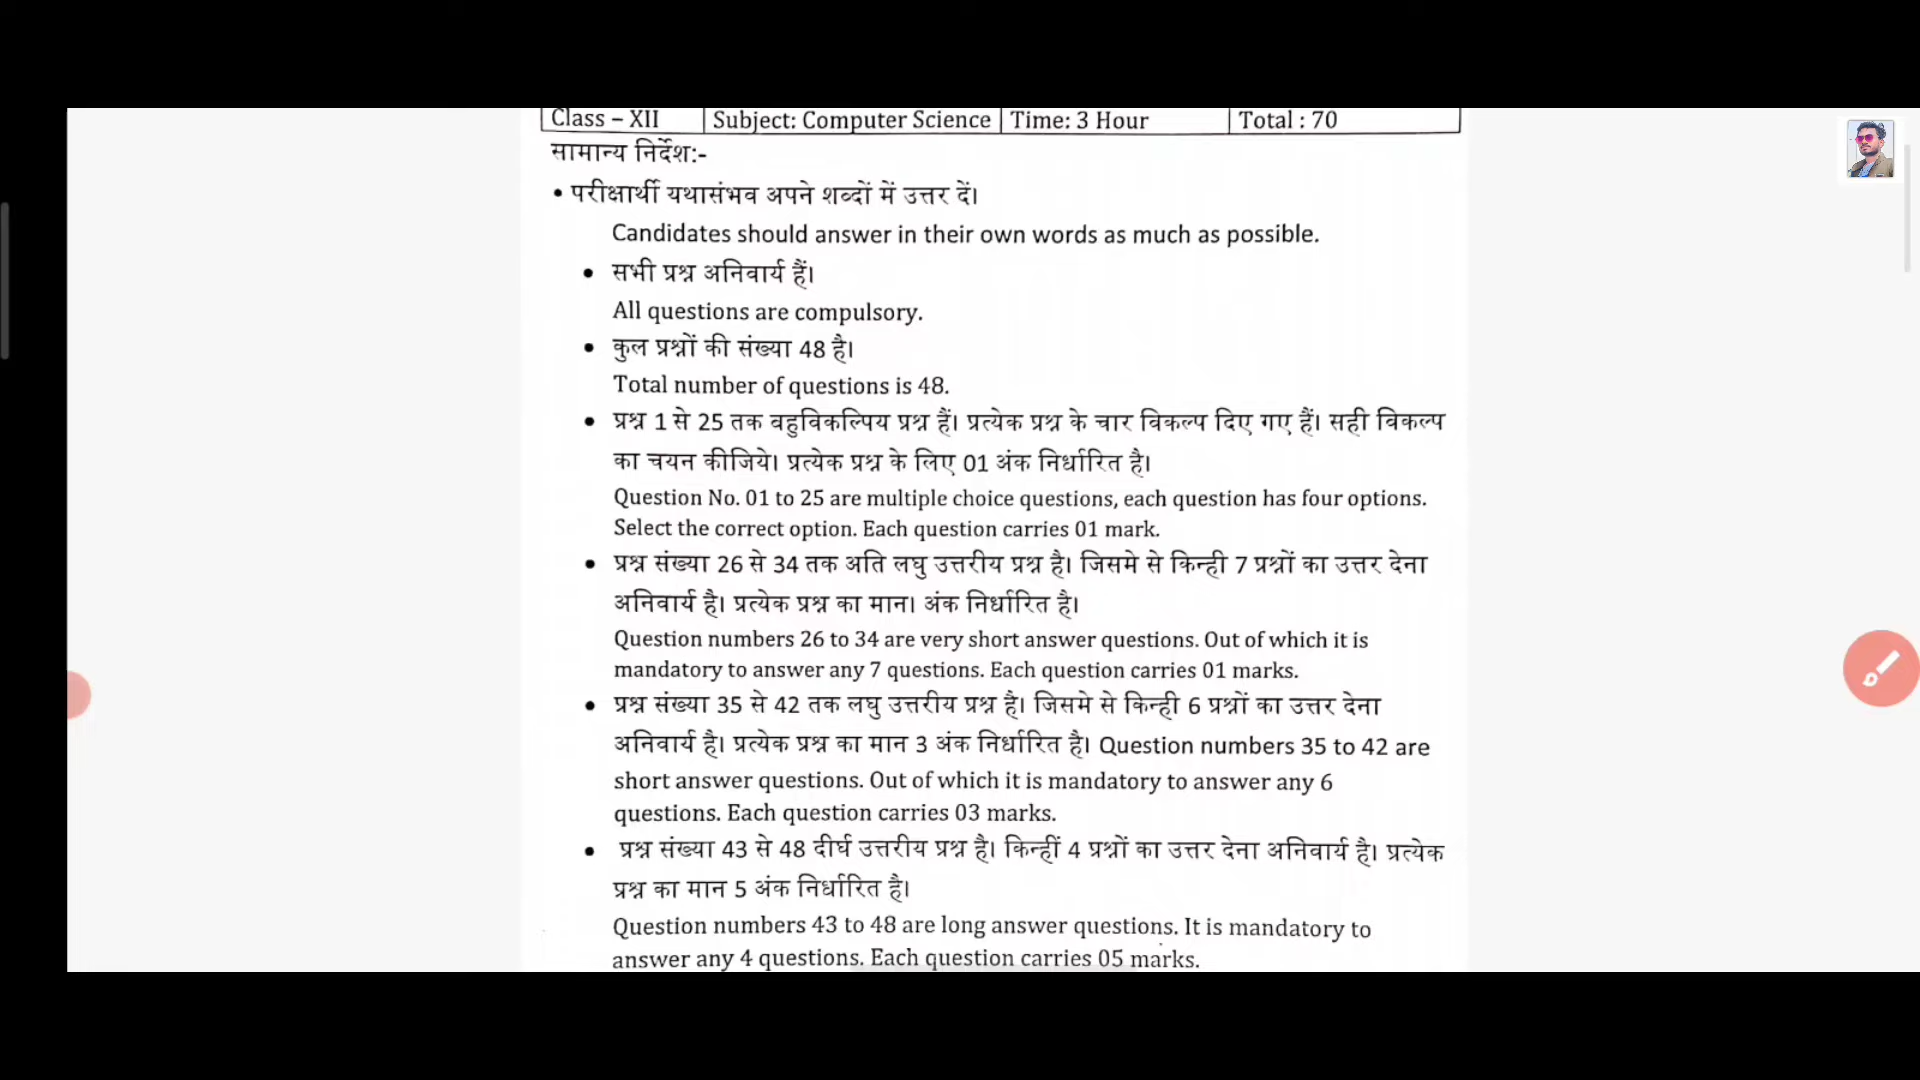 Class – XII Subject: Computer Science Time: 3 Hour Total : 70
सामान्य निर्देश:-
• परीक्षार्थी यथासंभव अपने शब्दों में उत्तर दें।
Candidates should answer in their own words as much as possible.
• सभी प्रश्न अनिवार्य हैं।
All questions are compulsory.
• कुल प्रश्नों की संख्या 48 है।
Total number of questions is 48.
• प्रश्न 1 से 25 तक बहुविकल्पिय प्रश्न हैं। प्रत्येक प्रश्न के चार विकल्प दिए गए हैं। सही विकल्प
का चयन कीजिये। प्रत्येक प्रश्न के लिए 01 अंक निर्धारित है।
Question No. 01 to 25 are multiple choice questions, each question has four options.
Select the correct option. Each question carries 01 mark.
• प्रश्न संख्या 26 से 34 तक अति लघु उत्तरीय प्रश्न है। जिसमे से किन्ही 7 प्रश्नों का उत्तर देना
अनिवार्य है। प्रत्येक प्रश्न का मान। अंक निर्धारित है।
Question numbers 26 to 34 are very short answer questions. Out of which it is
mandatory to answer any 7 questions. Each question carries 01 marks.
• प्रश्न संख्या 35 से 42 तक लघु उत्तरीय प्रश्न है। जिसमे से किन्ही 6 प्रश्नों का उत्तर देना
अनिवार्य है। प्रत्येक प्रश्न का मान 3 अंक निर्धारित है। Question numbers 35 to 42 are
short answer questions. Out of which it is mandatory to answer any 6
questions. Each question carries 03 marks.
• प्रश्न संख्या 43 से 48 दीर्घ उत्तरीय प्रश्न है। किन्हीं 4 प्रश्नों का उत्तर देना अनिवार्य है। प्रत्येक
प्रश्न का मान 5 अंक निर्धारित है।
Question numbers 43 to 48 are long answer questions. It is mandatory to
answer any 4 questions. Each question carries 05 marks.